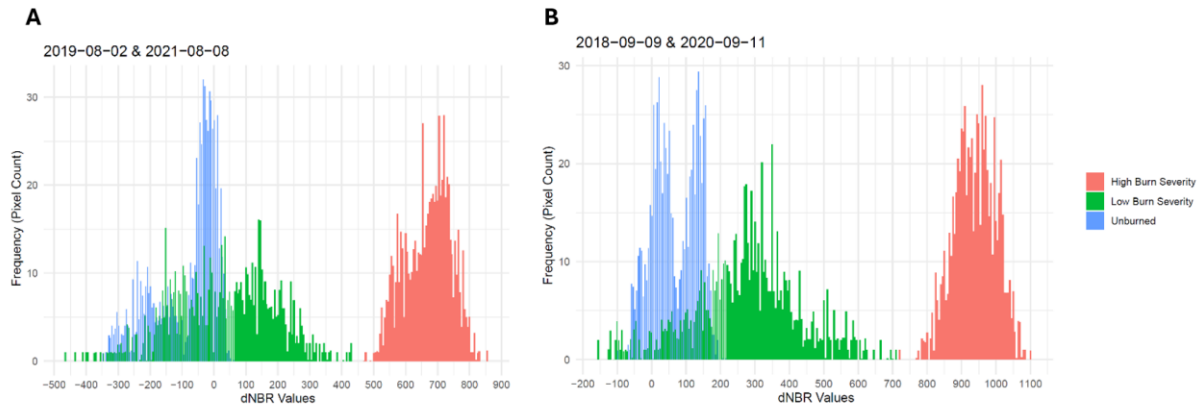 A
2019−08−02 & 2021−08−08
Frequency (Pixel Count)
30
20
10
0
−500 −400 −300 −200 −100 0 100 200 300 400 500 600 700 800 900
dNBR Values
B
2018−09−09 & 2020−09−11
Frequency (Pixel Count)
30
20
10
0
−200 −100 0 100 200 300 400 500 600 700 800 900 1000 1100
dNBR Values
High Burn Severity
Low Burn Severity
Unburned